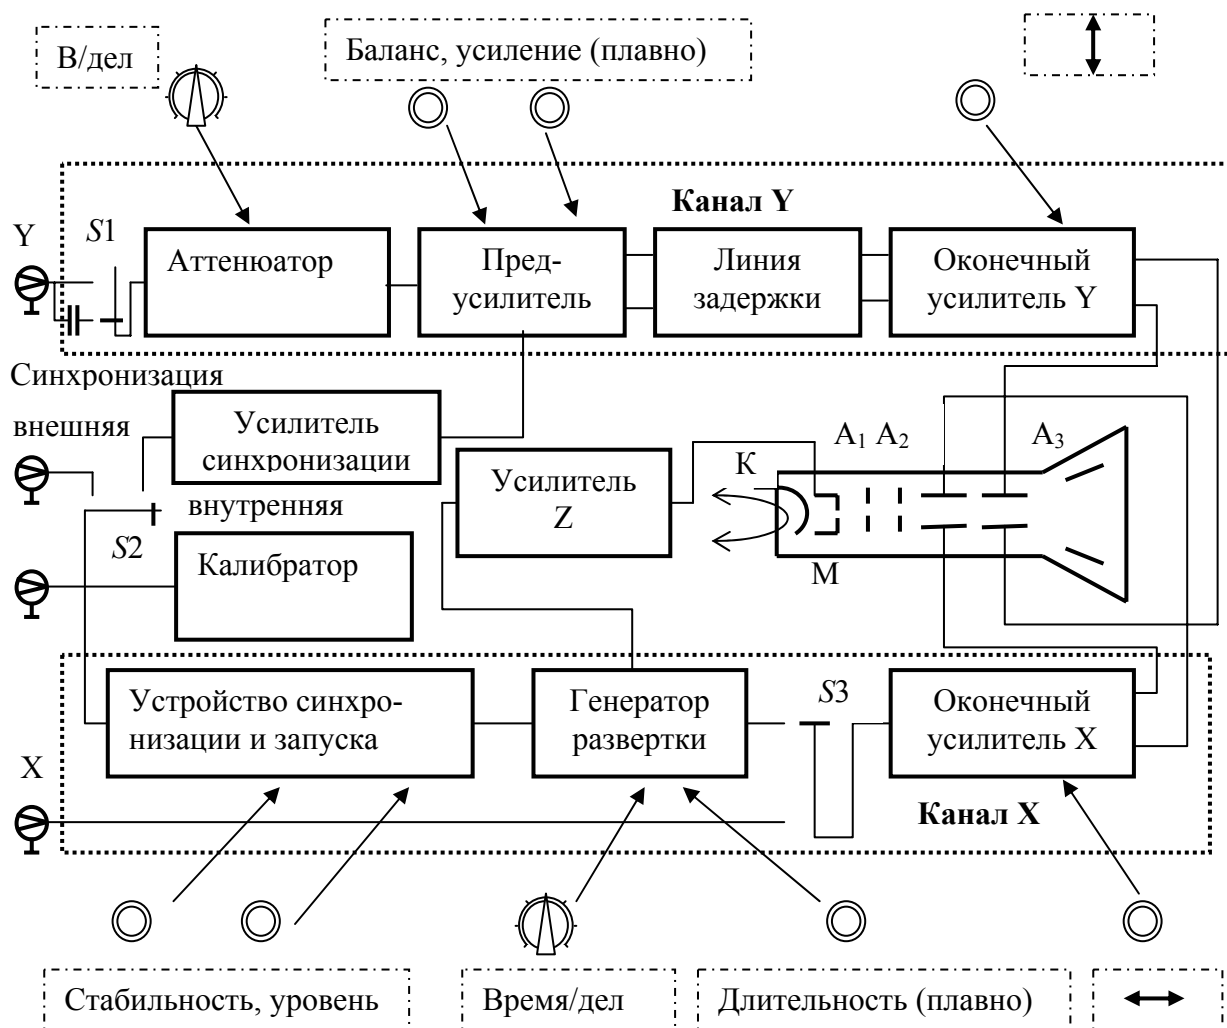 В/дел
Баланс, усиление (плавно)
Канал Y
Y
S1
Аттенюатор
Пред-
усилитель
Линия
задержки
Оконечный
усилитель Y
Синхронизация
внешняя
Усилитель
синхронизации
внутренняя
S2
Усилитель
Z
К
A₁ A₂
A₃
М
Калибратор
Устройство синхро-
низации и запуска
Генератор
развертки
S3
Оконечный
усилитель X
X
Канал X
Стабильность, уровень
Время/дел
Длительность (плавно)